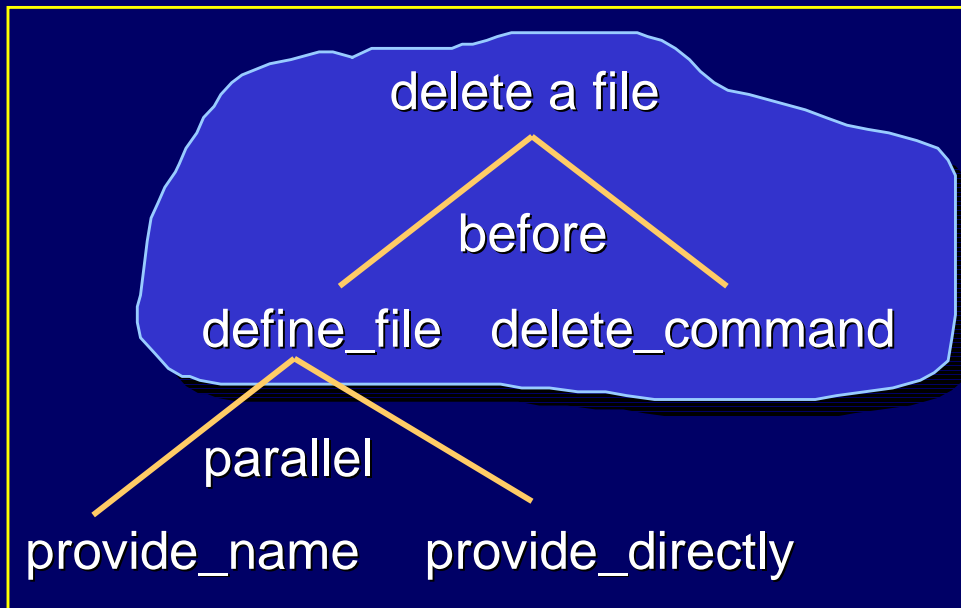 delete a file
before
define_file delete_command
parallel
provide_name provide_directly